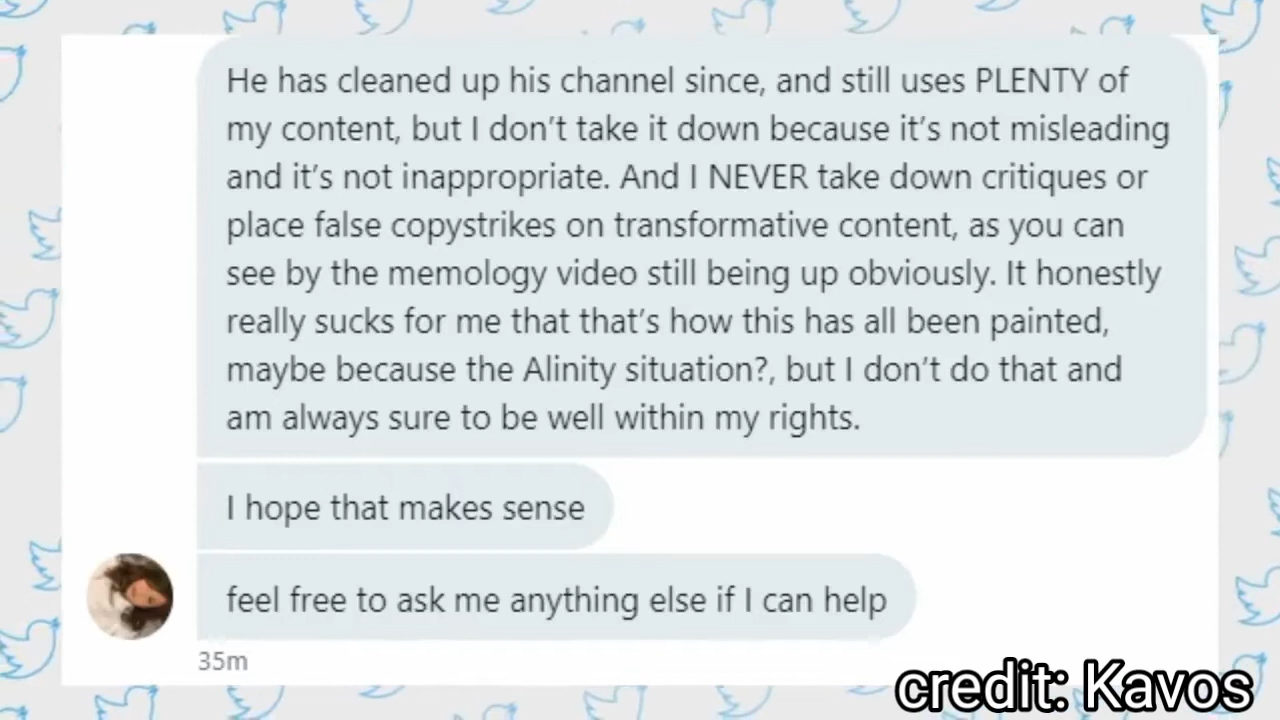 He has cleaned up his channel since, and still uses PLENTY of
my content, but I don't take it down because it's not misleading
and it's not inappropriate. And I NEVER take down critiques or
place false copystrikes on transformative content, as you can
see by the memology video still being up obviously. It honestly
really sucks for me that that's how this has all been painted,
maybe because the Alinity situation?, but I don't do that and
am always sure to be well within my rights.
I hope that makes sense
feel free to ask me anything else if I can help
35m
credit: Kavos